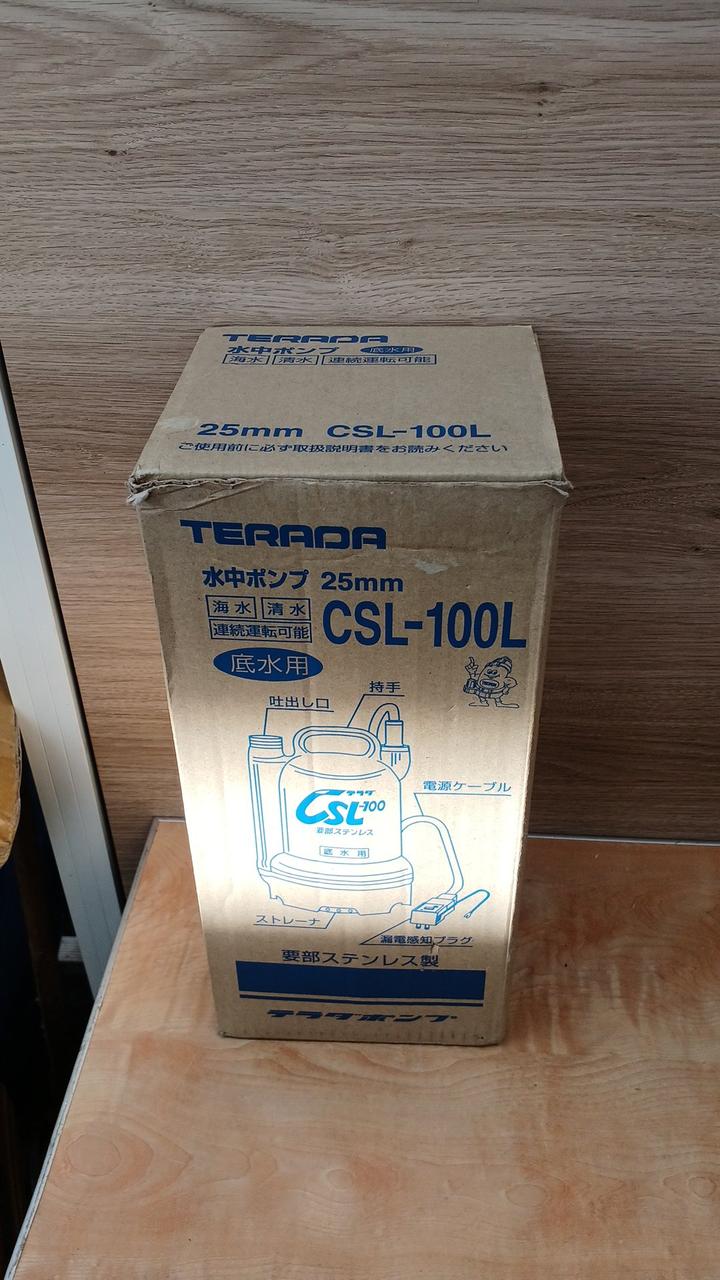 TERADA
水中ポンプ 底水用
海水 清水 連続運転可能
25mm CSL-100L
ご使用前に必ず取扱説明書をお読みください
TERADA
水中ポンプ 25mm
海水 清水
連続運転可能
CSL-100L
底水用
TERADA
持手
吐出し口
電源ケーブル
テラダ
CSL-100
要部ステンレス
底水用
ストレーナ
漏電感知プラグ
要部ステンレス製
テラダポンプ